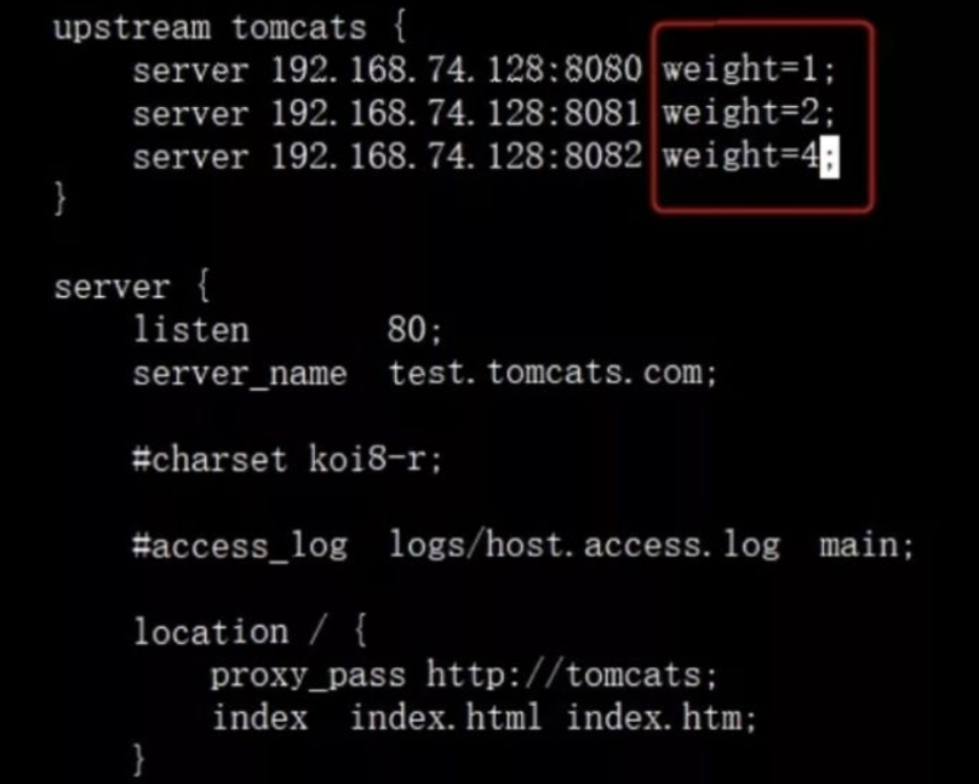 upstream tomcats {
server 192.168.74.128:8080 weight=1;
server 192.168.74.128:8081 weight=2;
server 192.168.74.128:8082 weight=4;
}
server {
listen 80;
server_name test.tomcats.com;
#charset koi8-r;
#access_log logs/host.access.log main;
location / {
proxy_pass http://tomcats;
index index.html index.htm;
}